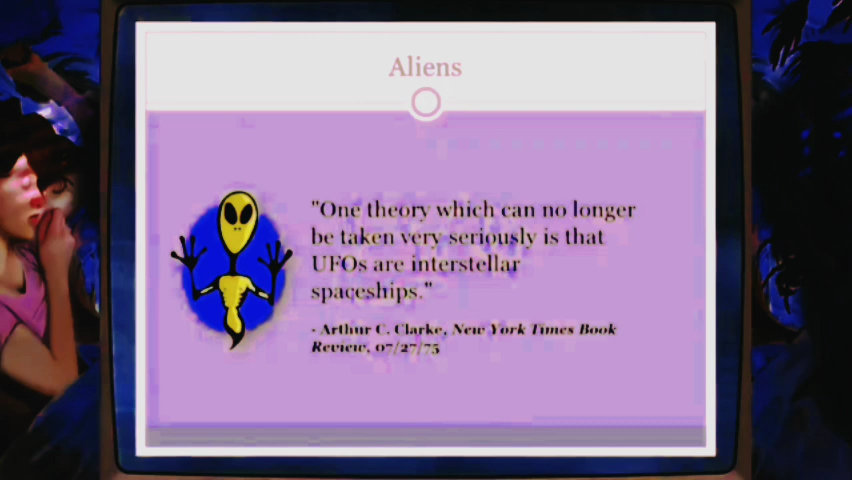 Aliens
"One theory which can no longer
be taken very seriously is that
UFOs are interstellar
spaceships."
- Arthur C. Clarke, New York Times Book
Review, 07/27/75